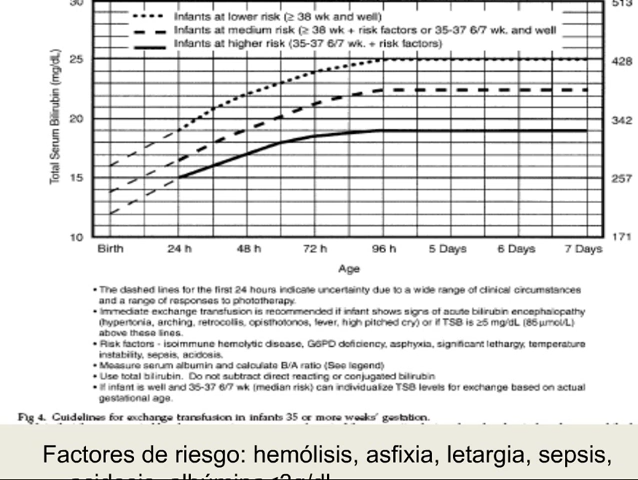 30
513
Infants at lower risk (≥ 38 wk and well)
Infants at medium risk (≥ 38 wk + risk factors or 35-37 6/7 wk. and well
Infants at higher risk (35-37 6/7 wk. + risk factors)
25
428
Total Serum Bilirubin (mg/dL)
20
342
15
257
10
171
Birth 24 h 48 h 72 h 96 h 5 Days 6 Days 7 Days
Age
• The dashed lines for the first 24 hours indicate uncertainty due to a wide range of clinical circumstances
and a range of responses to phototherapy.
• Immediate exchange transfusion is recommended if infant shows signs of acute bilirubin encephalopathy
(hypertonia, arching, retrocollis, opisthotonos, fever, high pitched cry) or if TSB is ≥5 mg/dL (85 µmol/L)
above these lines.
• Risk factors - isoimmune hemolytic disease, G6PD deficiency, asphyxia, significant lethargy, temperature
instability, sepsis, acidosis.
• Measure serum albumin and calculate B/A ratio (See legend)
• Use total bilirubin. Do not subtract direct reacting or conjugated bilirubin
• If infant is well and 35-37 6/7 wk (median risk) can individualize TSB levels for exchange based on actual
gestational age.
Fig 4. Guidelines for exchange transfusion in infants 35 or more weeks' gestation.
Factores de riesgo: hemólisis, asfixia, letargia, sepsis,
acidosis, albúmina <3g/dl